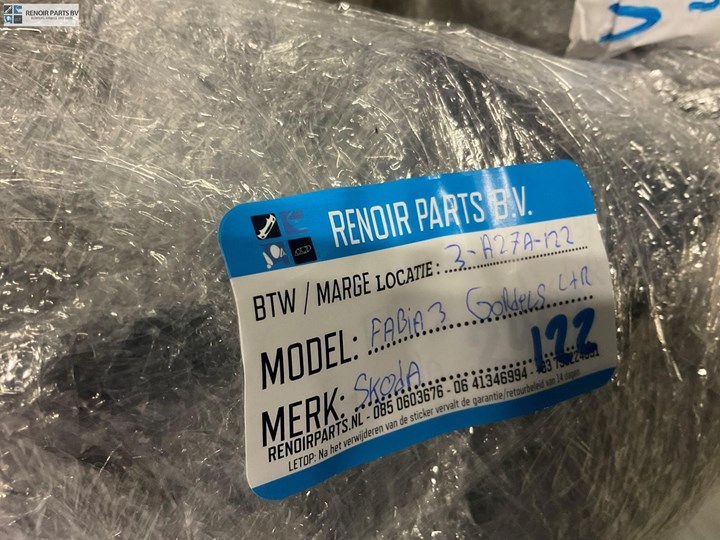 RENOIR PARTS BV
RENOIR PARTS B.V.
BTW / MARGE LOCATIE: 3-A27A-122
MODEL: FABIA 3 Gordels L+R
MERK: SKODA
122
RENOIRPARTS.NL - 085 0603676 - 06 41346994 -
LETOP: Na het verwijderen van de sticker vervalt de garantie/retourbeleid van 14 dagen